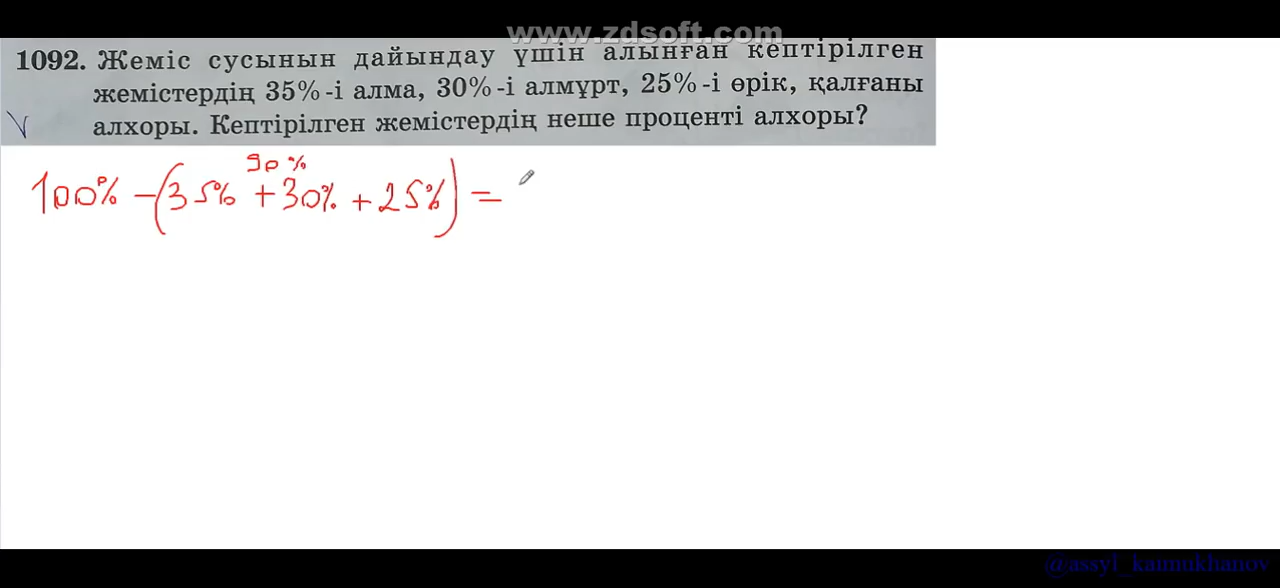 www.zdsoft.com
1092. Жеміс сусынын дайындау үшін алынған кептірілген
жемістердің 35%-і алма, 30%-і алмұрт, 25%-і өрік, қалғаны
алхоры. Кептірілген жемістердің неше проценті алхоры?
90%
100% - (35% + 30% + 25%) =
@assyl_kamukhanov